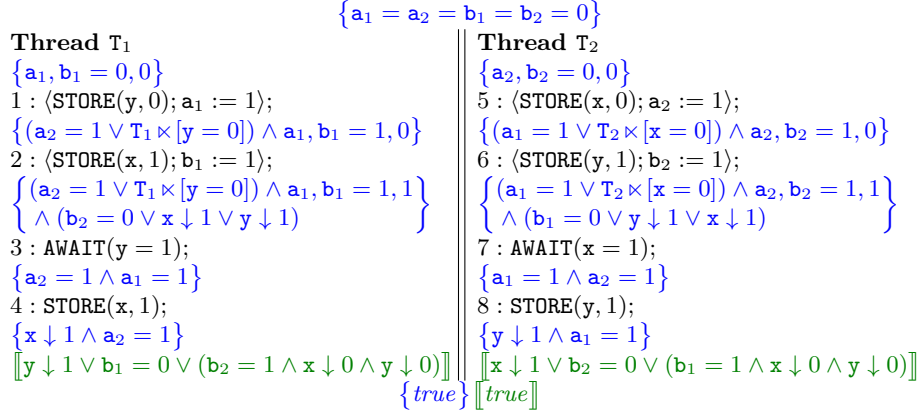 {a₁ = a₂ = b₁ = b₂ = 0}
Thread T₁
{a₁, b₁ = 0, 0}
1 : ⟨STORE(y, 0); a₁ := 1⟩;
{(a₂ = 1 ∨ T₁⋉[y = 0]) ∧ a₁, b₁ = 1, 0}
2 : ⟨STORE(x, 1); b₁ := 1⟩;
{(a₂ = 1 ∨ T₁⋉[y = 0]) ∧ a₁, b₁ = 1, 1
∧ (b₂ = 0 ∨ x ↓ 1 ∨ y ↓ 1)}
3 : AWAIT(y = 1);
{a₂ = 1 ∧ a₁ = 1}
4 : STORE(x, 1);
{x ↓ 1 ∧ a₂ = 1}
⟦y ↓ 1 ∨ b₁ = 0 ∨ (b₂ = 1 ∧ x ↓ 0 ∧ y ↓ 0)⟧
Thread T₂
{a₂, b₂ = 0, 0}
5 : ⟨STORE(x, 0); a₂ := 1⟩;
{(a₁ = 1 ∨ T₂⋉[x = 0]) ∧ a₂, b₂ = 1, 0}
6 : ⟨STORE(y, 1); b₂ := 1⟩;
{(a₁ = 1 ∨ T₂⋉[x = 0]) ∧ a₂, b₂ = 1, 1
∧ (b₁ = 0 ∨ y ↓ 1 ∨ x ↓ 1)}
7 : AWAIT(x = 1);
{a₁ = 1 ∧ a₂ = 1}
8 : STORE(y, 1);
{y ↓ 1 ∧ a₁ = 1}
⟦x ↓ 1 ∨ b₂ = 0 ∨ (b₁ = 1 ∧ x ↓ 0 ∧ y ↓ 0)⟧
{true}⟦true⟧